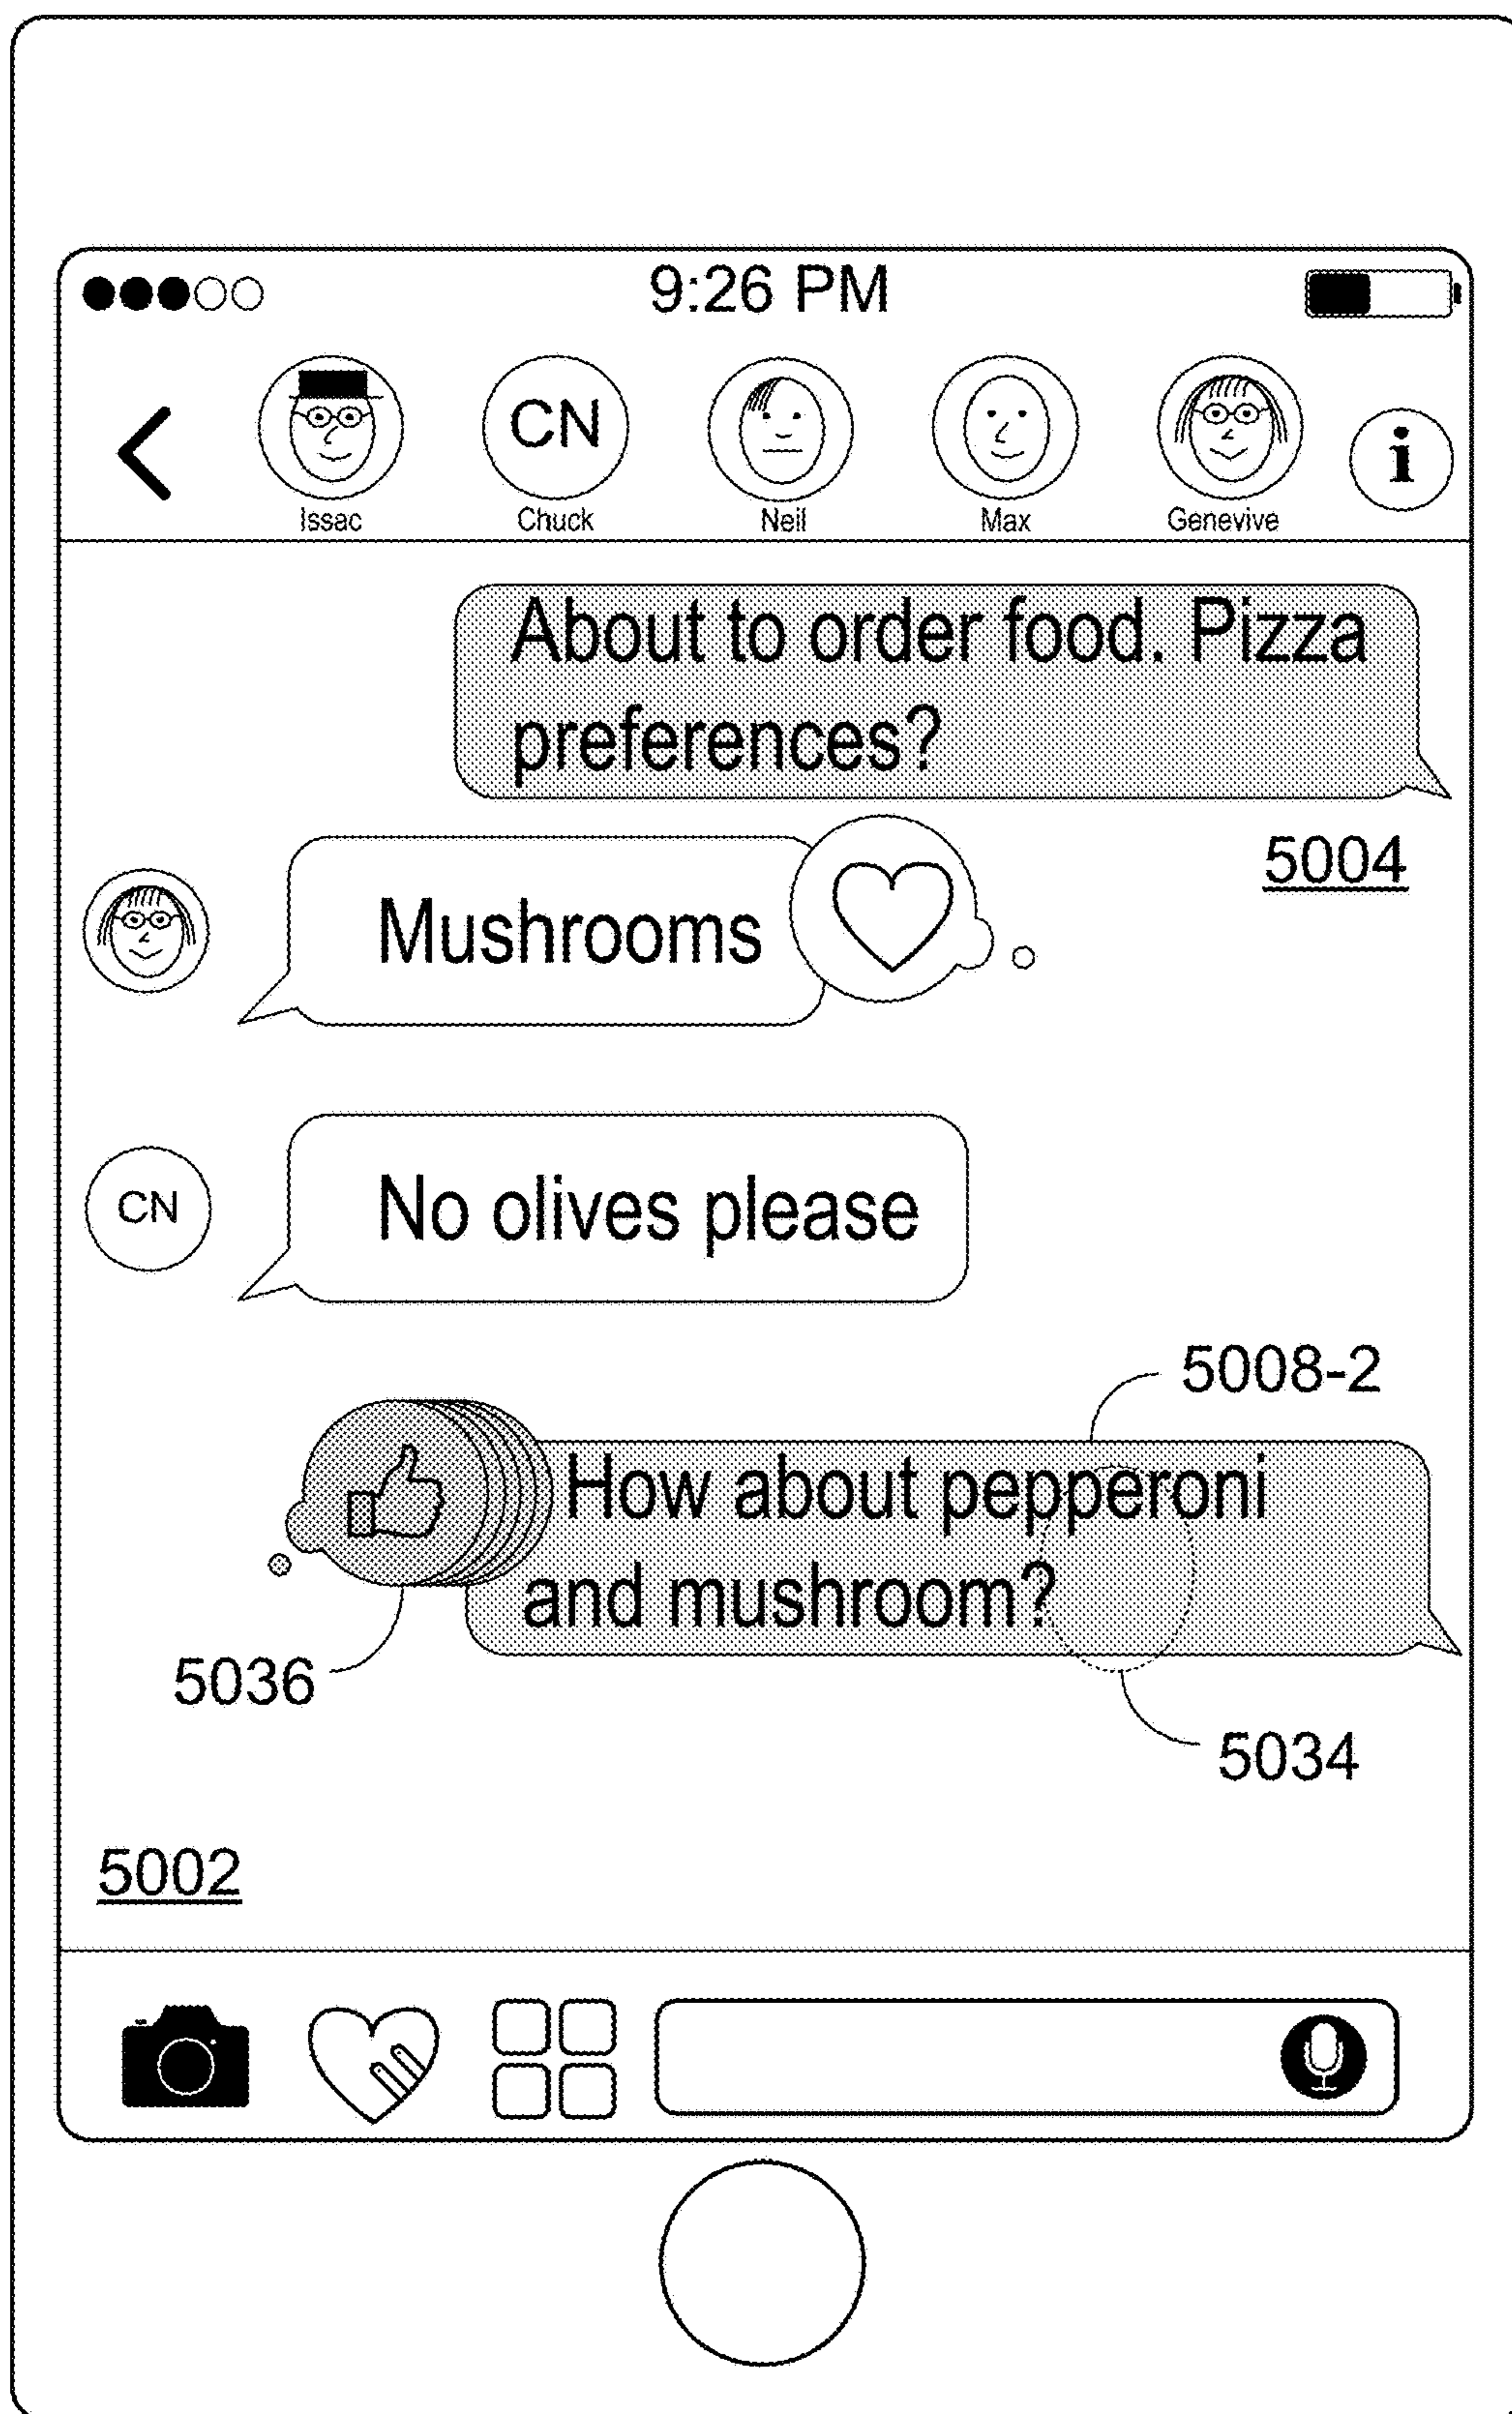 9:26 PM
CN
i
Issac Chuck Neil Max Genevive
About to order food. Pizza
preferences?
5004
Mushrooms
CN
No olives please
5008-2
How about pepperoni
and mushroom?
5036
5034
5002